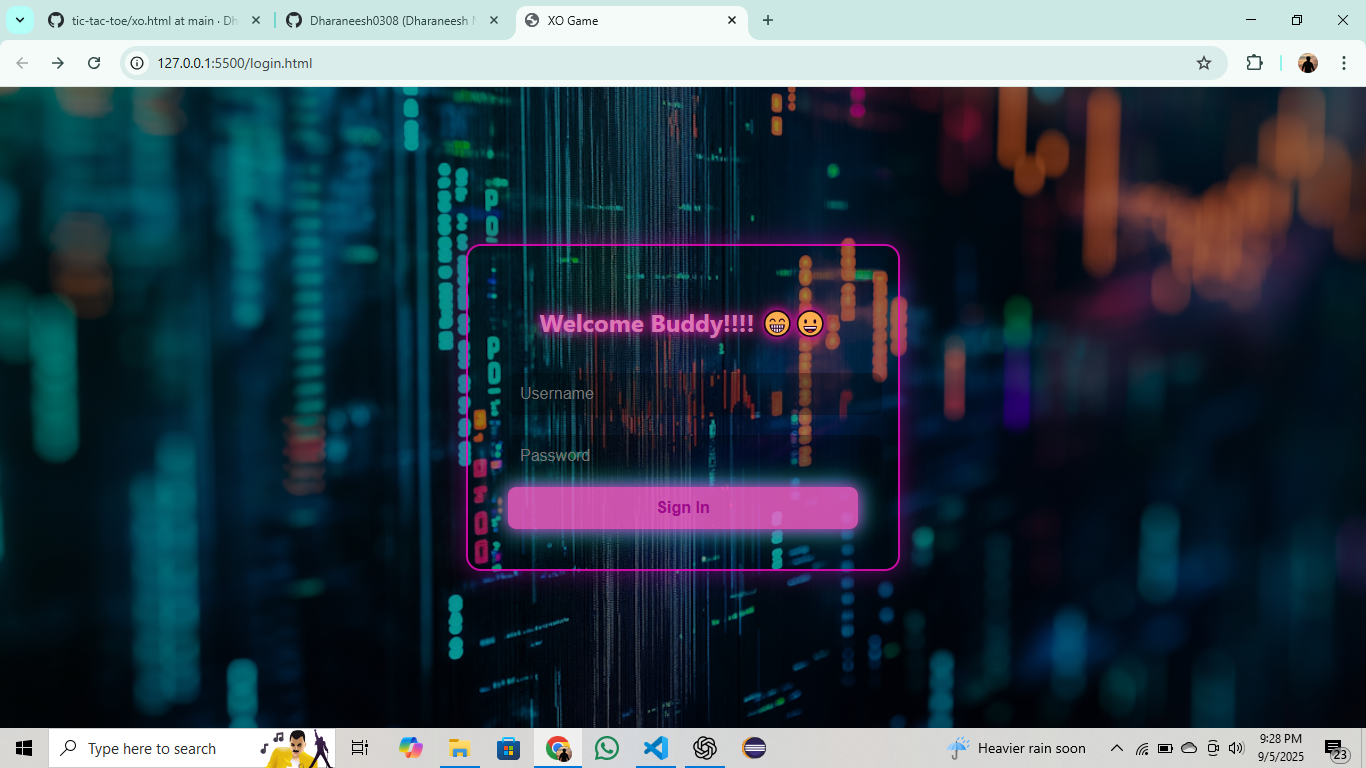 tic-tac-toe/xo.html at main · Dh
Dharaneesh0308 (Dharaneesh
XO Game
127.0.0.1:5500/login.html
Welcome Buddy!!!! 😁😀
Username
Password
Sign In
Type here to search
Heavier rain soon
9:28 PM
9/5/2025
23